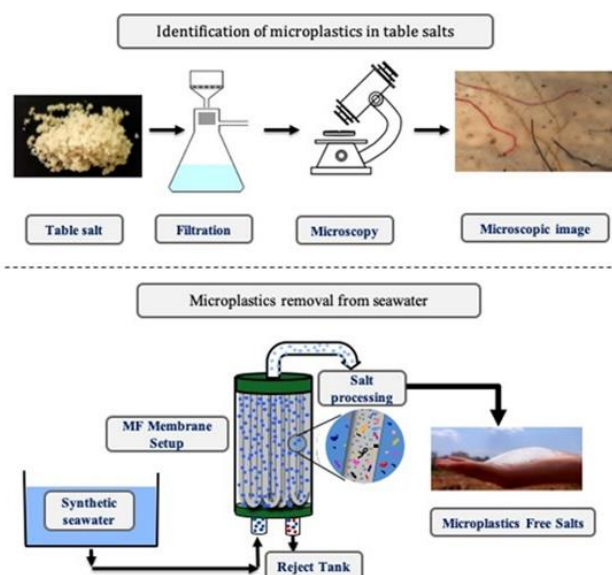 Identification of microplastics in table salts
Table salt
Filtration
Microscopy
Microscopic image
Microplastics removal from seawater
Salt
processing
MF Membrane
Setup
Synthetic
seawater
Microplastics Free Salts
Reject Tank